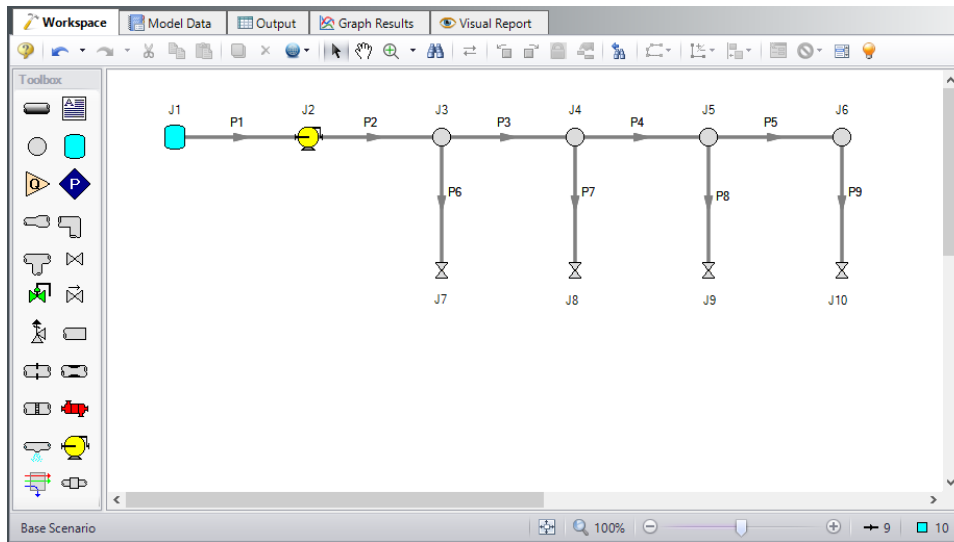 Workspace Model Data Output Graph Results Visual Report
Toolbox
A
Q P
J1 J2 J3 J4 J5 J6
P1 P2 P3 P4 P5
P6 P7 P8 P9
J7 J8 J9 J10
Base Scenario 100% 9 10